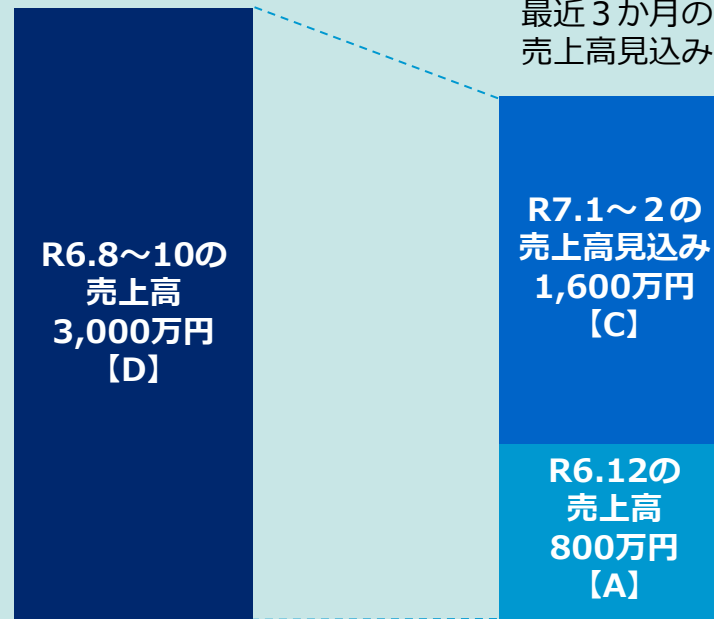 最近３か月の
売上高見込み
R6.8～10の
売上高
3,000万円
【D】
R7.1～２の
売上高見込み
1,600万円
【C】
R6.12の
売上高
800万円
【A】